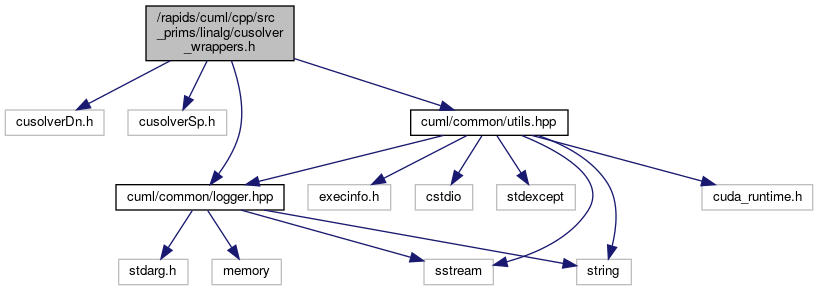 /rapids/cuml/cpp/src
_prims/linalg/cusolver
_wrappers.h
cusolverDn.h
cusolverSp.h
cuml/common/utils.hpp
cuml/common/logger.hpp
execinfo.h
cstdio
stdexcept
cuda_runtime.h
stdarg.h
memory
sstream
string